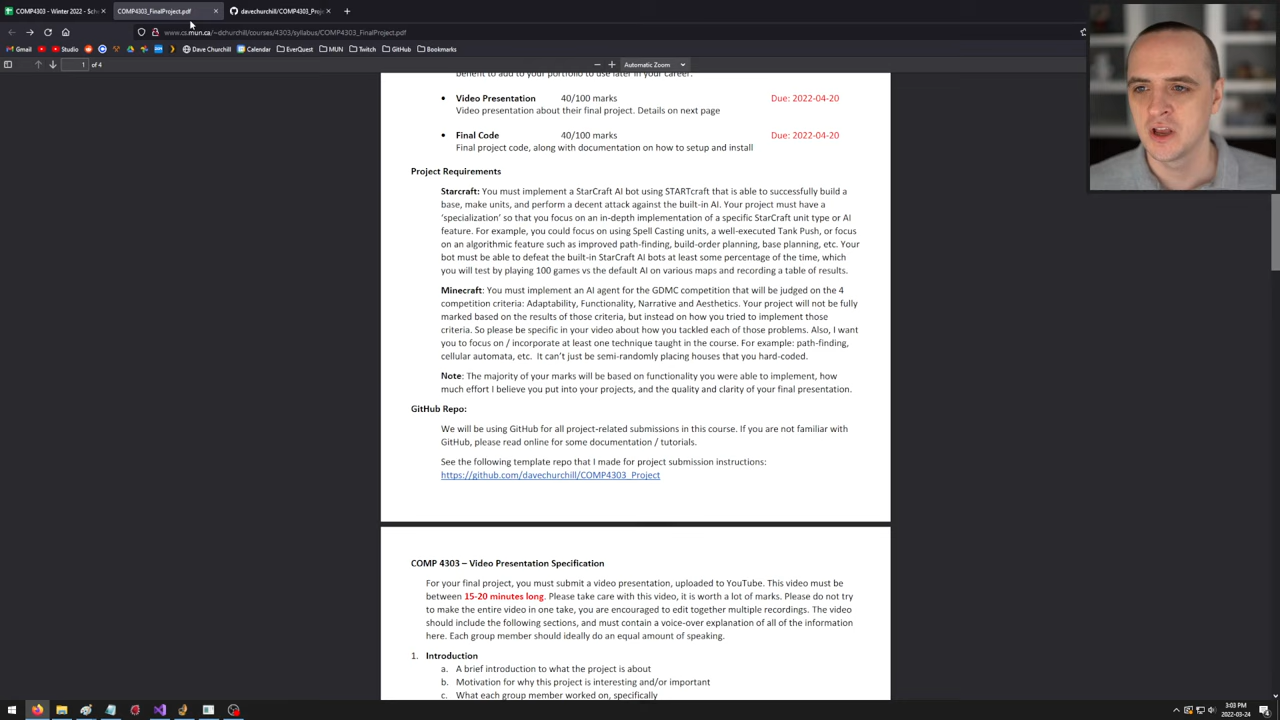 COMP4303 - Winter 2022 - Sch
COMP4303_FinalProject.pdf
davechurchill/COMP4303_Proj
www.cs.mun.ca/~dchurchill/courses/4303/syllabus/COMP4303_FinalProject.pdf
Gmail
Studio
Dave Churchill
Calendar
EverQuest
MUN
Twitch
GitHub
Bookmarks
1 of 4
Automatic Zoom
benefit to add to your portfolio to use later in your career.
• Video Presentation 40/100 marks Due: 2022-04-20
Video presentation about their final project. Details on next page
• Final Code 40/100 marks Due: 2022-04-20
Final project code, along with documentation on how to setup and install
Project Requirements
Starcraft: You must implement a StarCraft AI bot using STARTcraft that is able to successfully build a
base, make units, and perform a decent attack against the built-in AI. Your project must have a
'specialization' so that you focus on an in-depth implementation of a specific StarCraft unit type or AI
feature. For example, you could focus on using Spell Casting units, a well-executed Tank Push, or focus
on an algorithmic feature such as improved path-finding, build-order planning, base planning, etc. Your
bot must be able to defeat the built-in StarCraft AI bots at least some percentage of the time, which
you will test by playing 100 games vs the default AI on various maps and recording a table of results.
Minecraft: You must implement an AI agent for the GDMC competition that will be judged on the 4
competition criteria: Adaptability, Functionality, Narrative and Aesthetics. Your project will not be fully
marked based on the results of those criteria, but instead on how you tried to implement those
criteria. So please be specific in your video about how you tackled each of those problems. Also, I want
you to focus on / incorporate at least one technique taught in the course. For example: path-finding,
cellular automata, etc. It can't just be semi-randomly placing houses that you hard-coded.
Note: The majority of your marks will be based on functionality you were able to implement, how
much effort I believe you put into your projects, and the quality and clarity of your final presentation.
GitHub Repo:
We will be using GitHub for all project-related submissions in this course. If you are not familiar with
GitHub, please read online for some documentation / tutorials.
See the following template repo that I made for project submission instructions:
https://github.com/davechurchill/COMP4303_Project
COMP 4303 – Video Presentation Specification
For your final project, you must submit a video presentation, uploaded to YouTube. This video must be
between 15-20 minutes long. Please take care with this video, it is worth a lot of marks. Please do not try
to make the entire video in one take, you are encouraged to edit together multiple recordings. The video
should include the following sections, and must contain a voice-over explanation of all of the information
here. Each group member should ideally do an equal amount of speaking.
1. Introduction
a. A brief introduction to what the project is about
b. Motivation for why this project is interesting and/or important
c. What each group member worked on, specifically
3:03 PM
2022-03-24